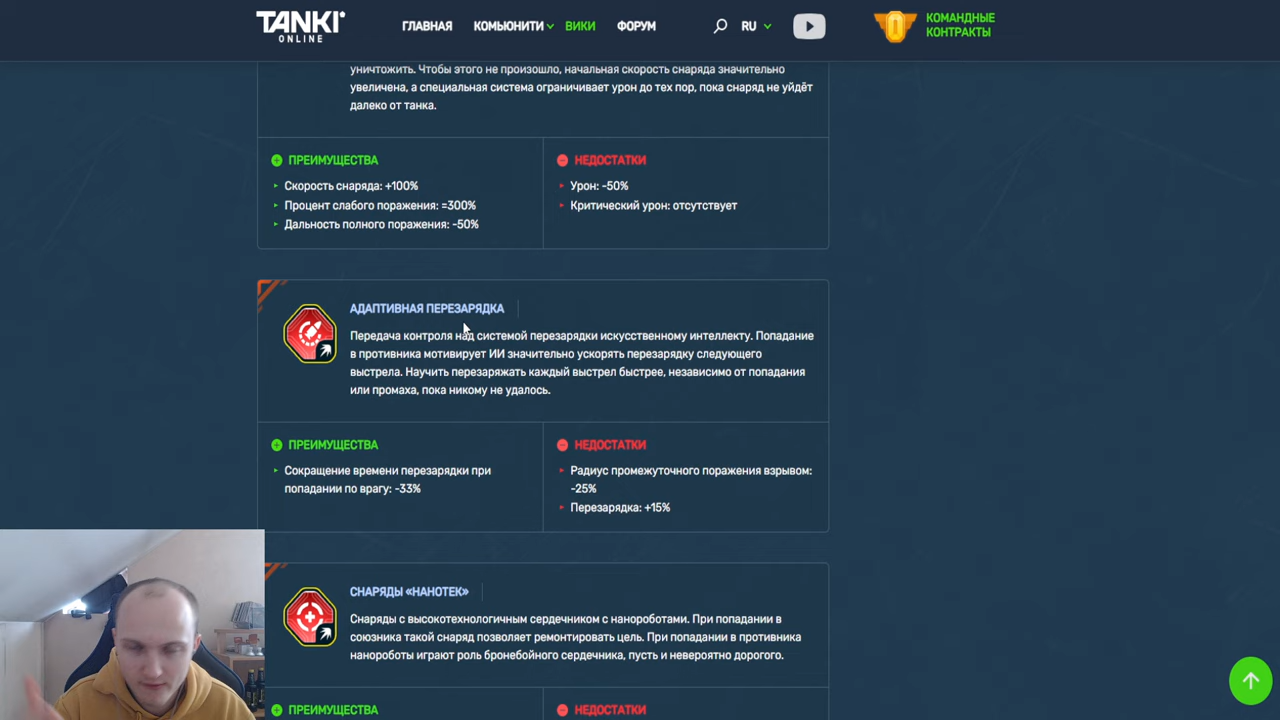 TANKI
ONLINE
ГЛАВНАЯ
КОМЬЮНИТИ
ВИКИ
ФОРУМ
RU
КОМАНДНЫЕ
КОНТРАКТЫ
уничтожить. Чтобы этого не произошло, начальная скорость снаряда значительно
увеличена, а специальная система ограничивает урон до тех пор, пока снаряд не уйдёт
далеко от танка.
ПРЕИМУЩЕСТВА
Скорость снаряда: +100%
Процент слабого поражения: =300%
Дальность полного поражения: -50%
НЕДОСТАТКИ
Урон: -50%
Критический урон: отсутствует
АДАПТИВНАЯ ПЕРЕЗАРЯДКА
Передача контроля над системой перезарядки искусственному интеллекту. Попадание
в противника мотивирует ИИ значительно ускорять перезарядку следующего
выстрела. Научить перезаряжать каждый выстрел быстрее, независимо от попадания
или промаха, пока никому не удалось.
ПРЕИМУЩЕСТВА
Сокращение времени перезарядки при
попадании по врагу: -33%
НЕДОСТАТКИ
Радиус промежуточного поражения взрывом:
-25%
Перезарядка: +15%
СНАРЯДЫ «НАНОТЕК»
Снаряды с высокотехнологичным сердечником с нанороботами. При попадании в
союзника такой снаряд позволяет ремонтировать цель. При попадании в противника
нанороботы играют роль бронебойного сердечника, пусть и невероятно дорогого.
ПРЕИМУЩЕСТВА
НЕДОСТАТКИ